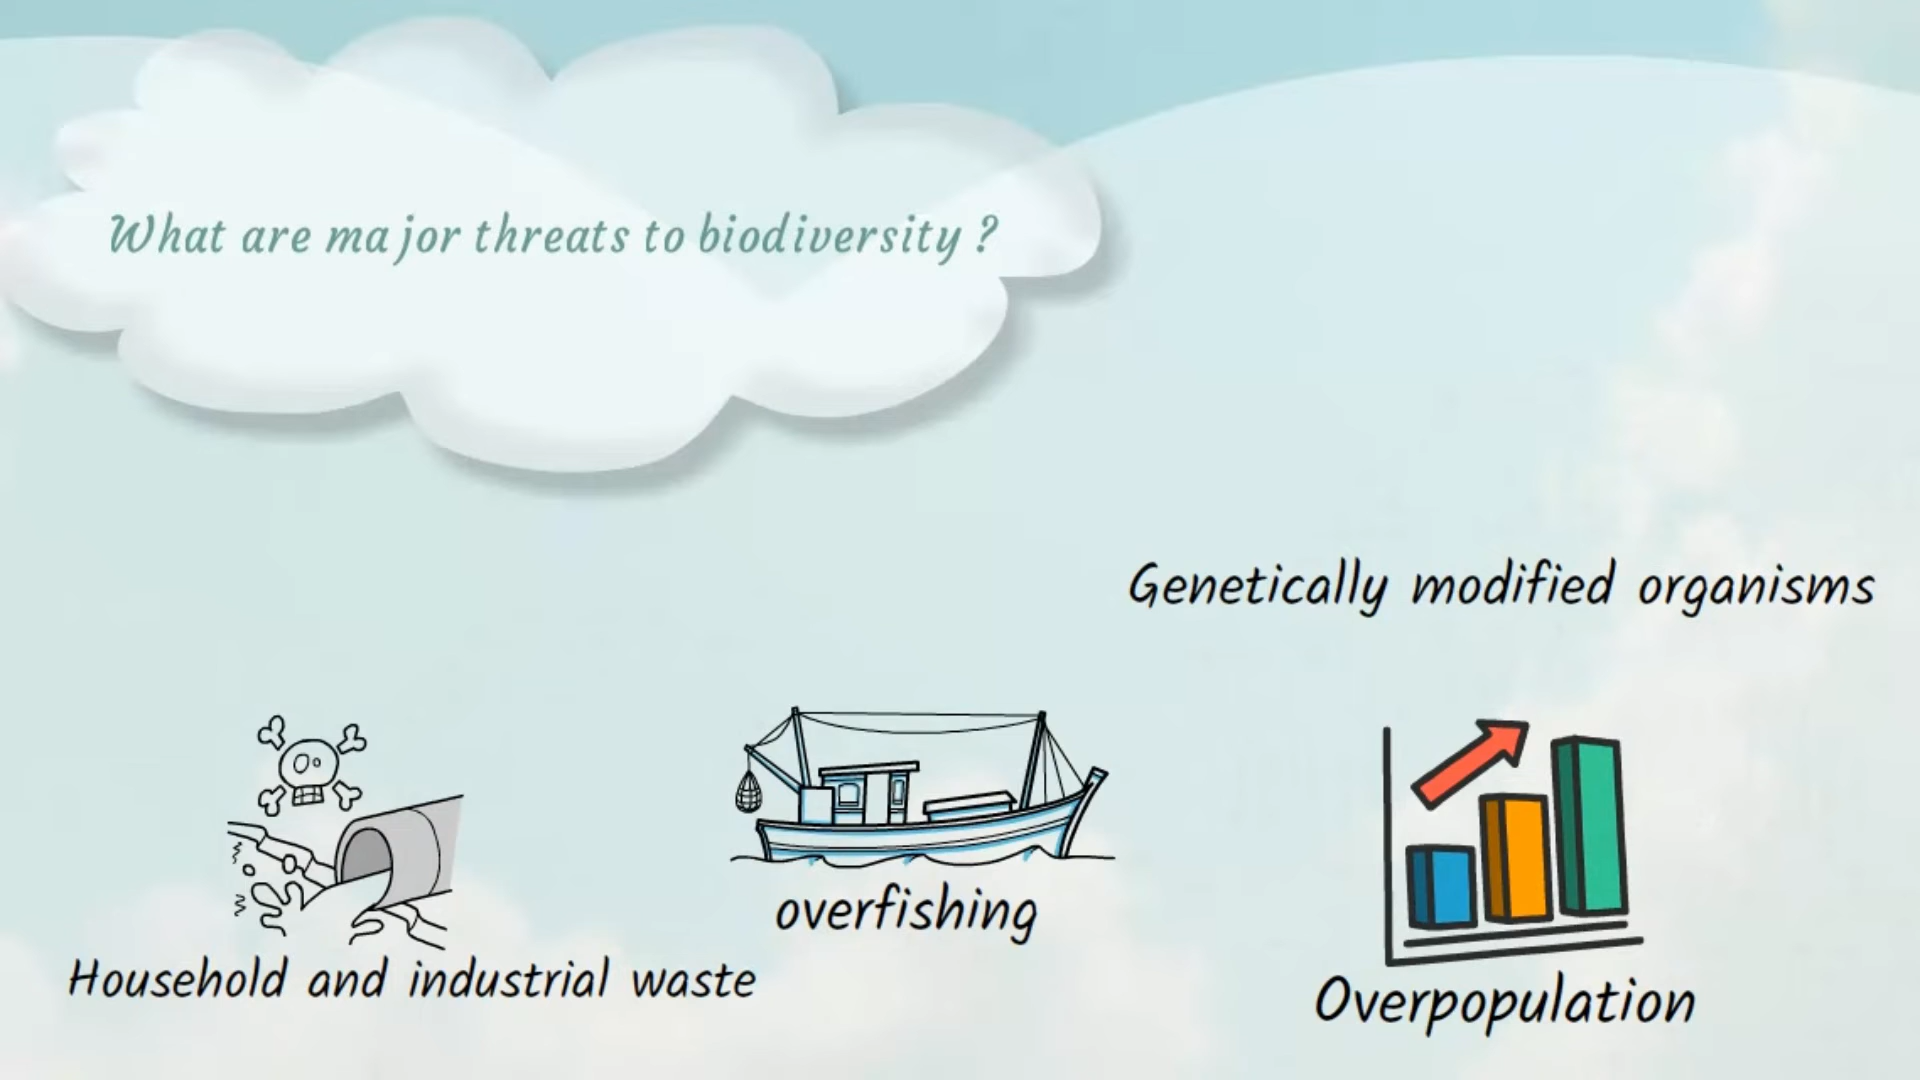 What are major threats to biodiversity ?
Genetically modified organisms
overfishing
Household and industrial waste
Overpopulation